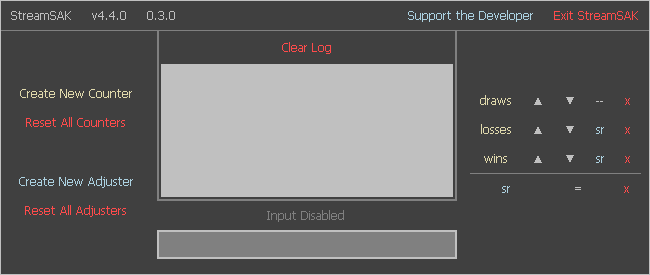 StreamSAK v4.4.0 0.3.0 Support the Developer Exit StreamSAK
Clear Log
Create New Counter
Reset All Counters
Create New Adjuster
Reset All Adjusters
Input Disabled
draws ▲ ▼ -- x
losses ▲ ▼ sr x
wins ▲ ▼ sr x
sr = x